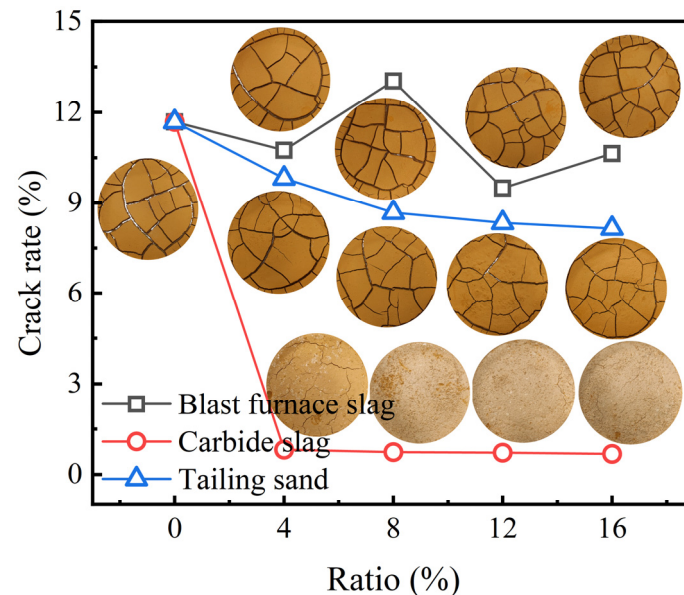 15
12
9
6
3
0
Crack rate (%)
Blast furnace slag
Carbide slag
Tailing sand
0 4 8 12 16
Ratio (%)